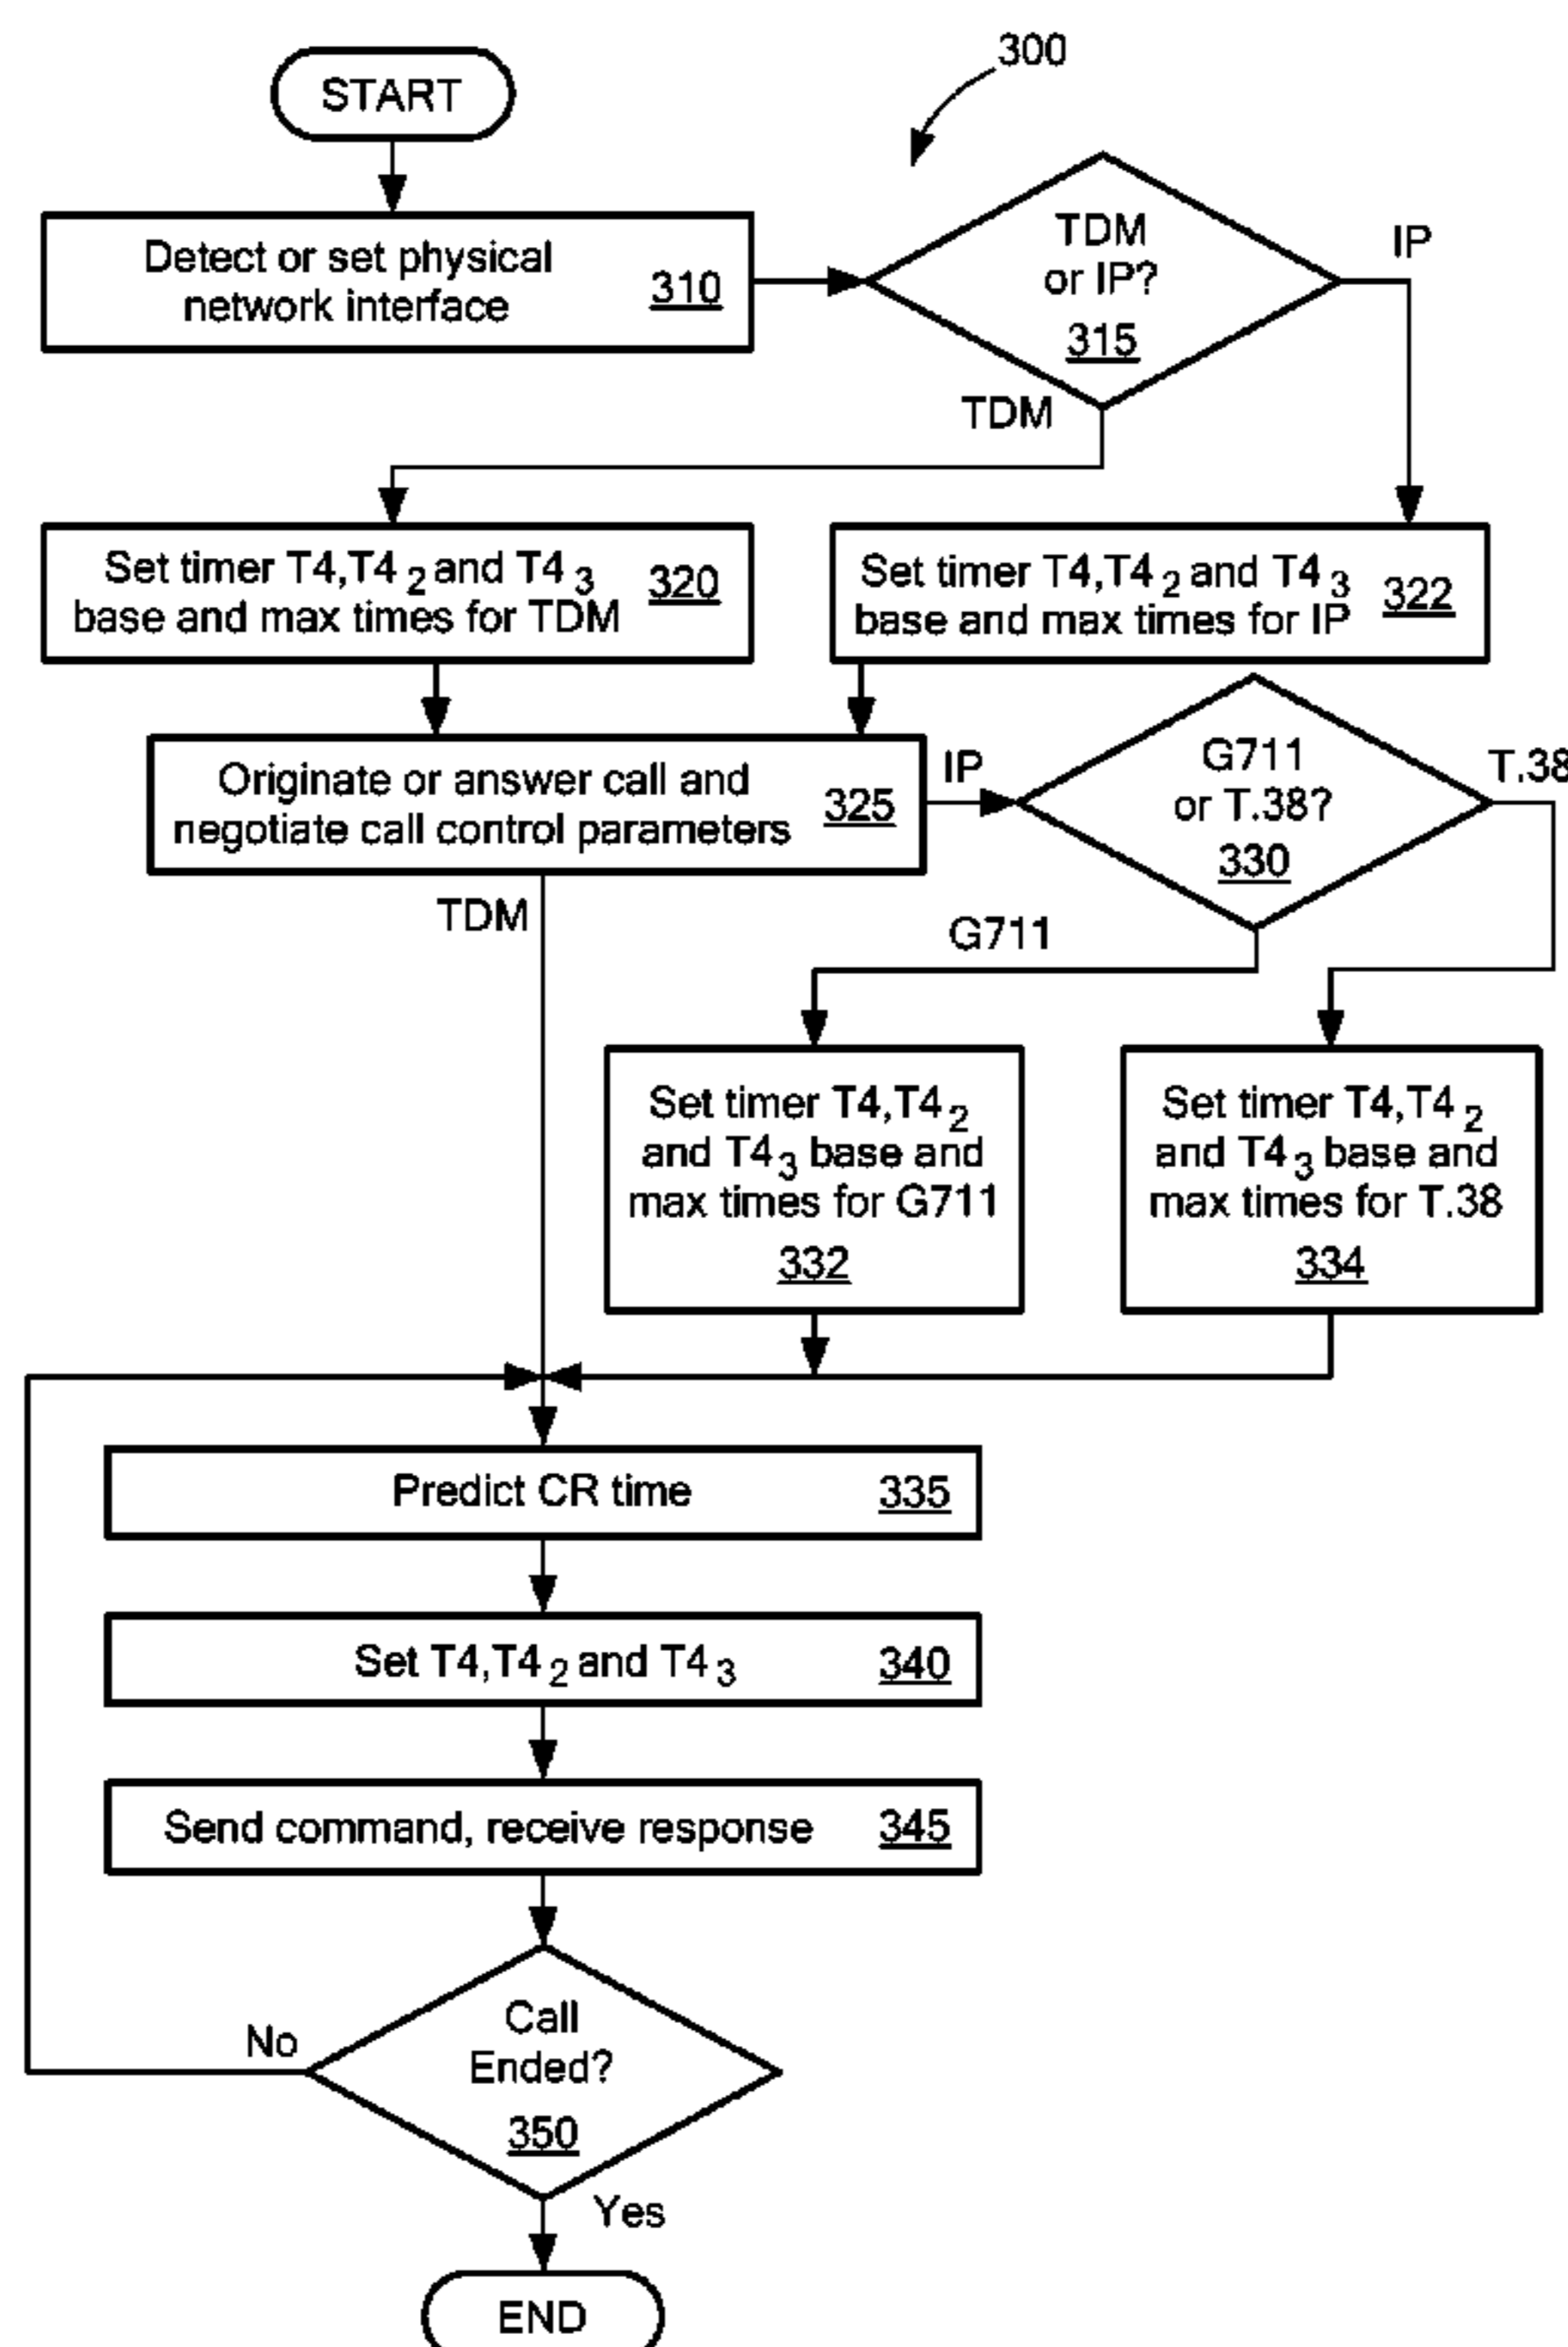 300
START
Detect or set physical
network interface
310
TDM
or IP?
315
IP
TDM
Set timer T4,T4 2 and T4 3
base and max times for TDM
320
Set timer T4,T4 2 and T4 3
base and max times for IP
322
Originate or answer call and
negotiate call control parameters
325
IP
G711
or T.38?
330
T.38
TDM
G711
Set timer T4,T4 2
and T4 3 base and
max times for G711
332
Set timer T4,T4 2
and T4 3 base and
max times for T.38
334
Predict CR time
335
Set T4,T4 2 and T4 3
340
Send command, receive response
345
Call
Ended?
350
No
Yes
END